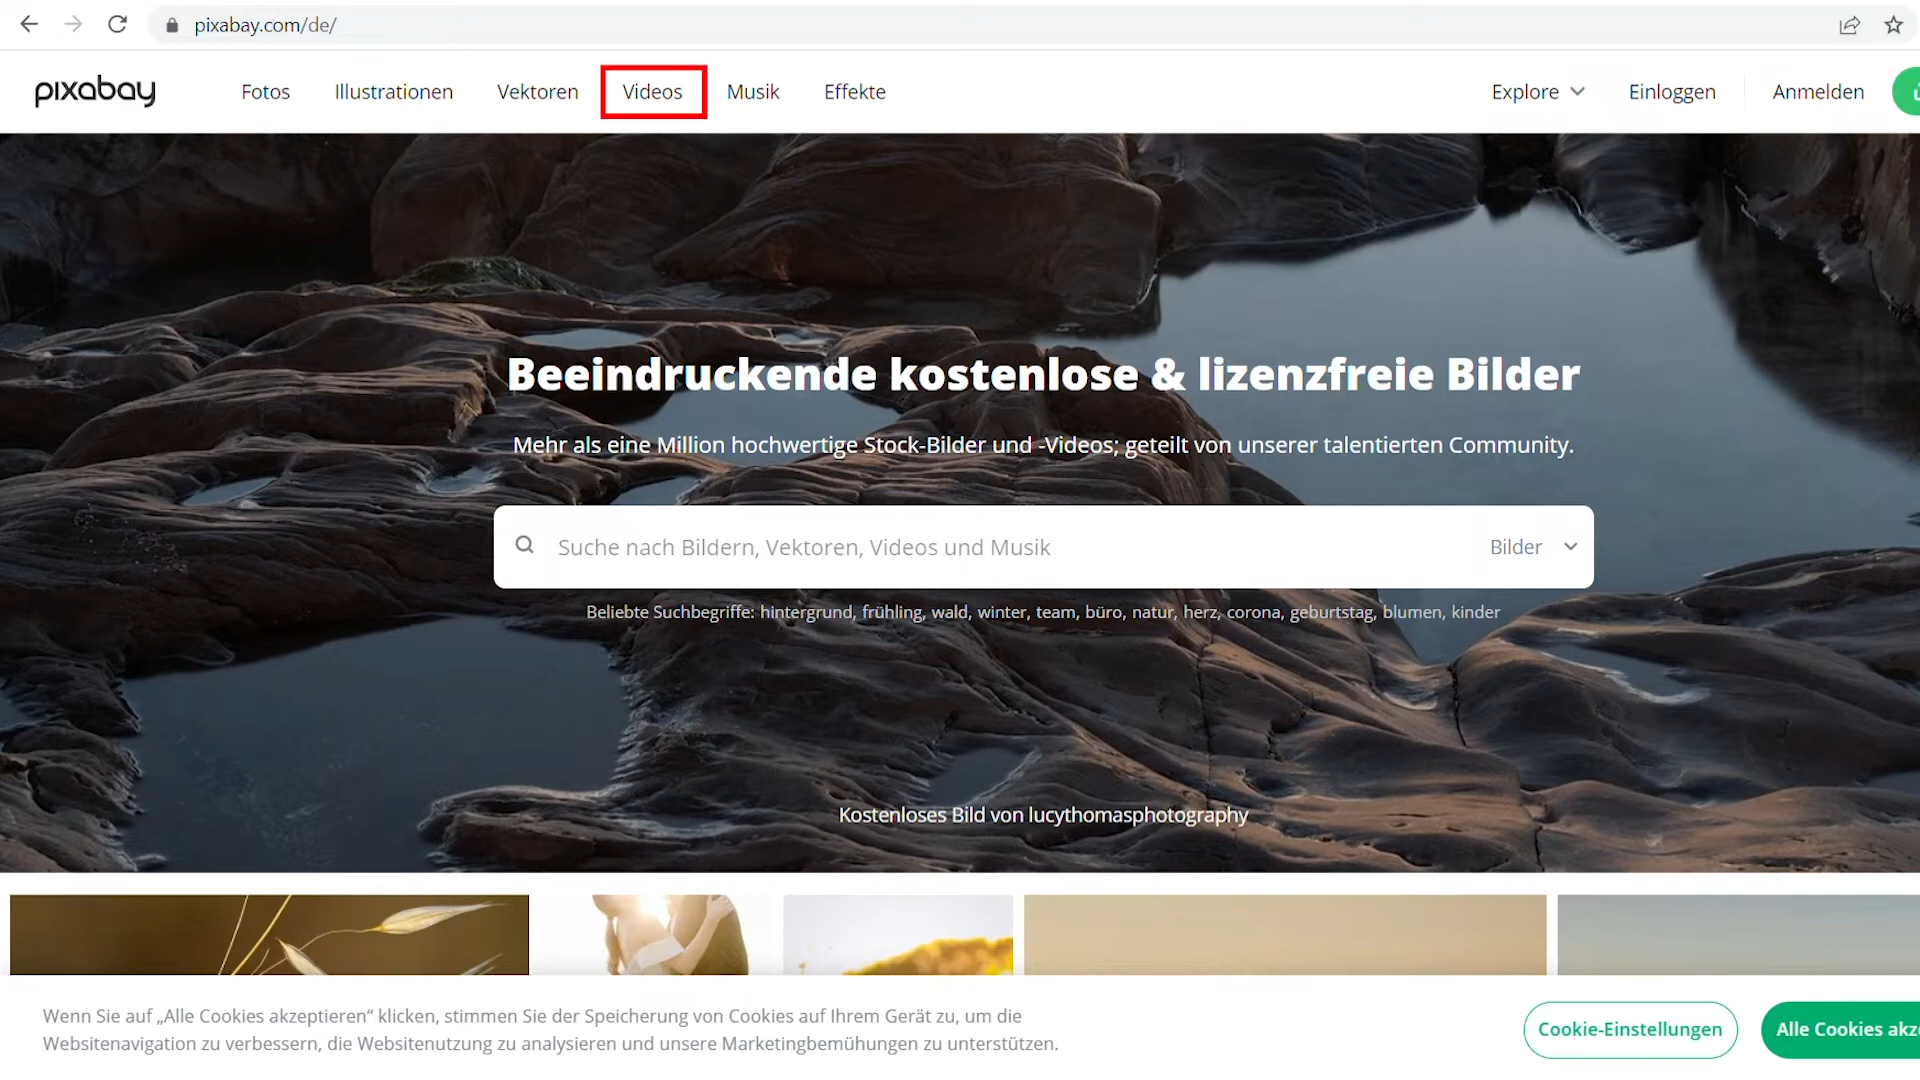 pixabay.com/de/
pixabay
Fotos
Illustrationen
Vektoren
Videos
Musik
Effekte
Explore
Einloggen
Anmelden
Beeindruckende kostenlose & lizenzfreie Bilder
Mehr als eine Million hochwertige Stock-Bilder und -Videos; geteilt von unserer talentierten Community.
Suche nach Bildern, Vektoren, Videos und Musik
Bilder
Beliebte Suchbegriffe: hintergrund, frühling, wald, winter, team, büro, natur, herz, corona, geburtstag, blumen, kinder
Kostenloses Bild von lucythomasphotography
Wenn Sie auf „Alle Cookies akzeptieren“ klicken, stimmen Sie der Speicherung von Cookies auf Ihrem Gerät zu, um die
Websitenavigation zu verbessern, die Websitenutzung zu analysieren und unsere Marketingbemühungen zu unterstützen.
Cookie-Einstellungen
Alle Cookies akze